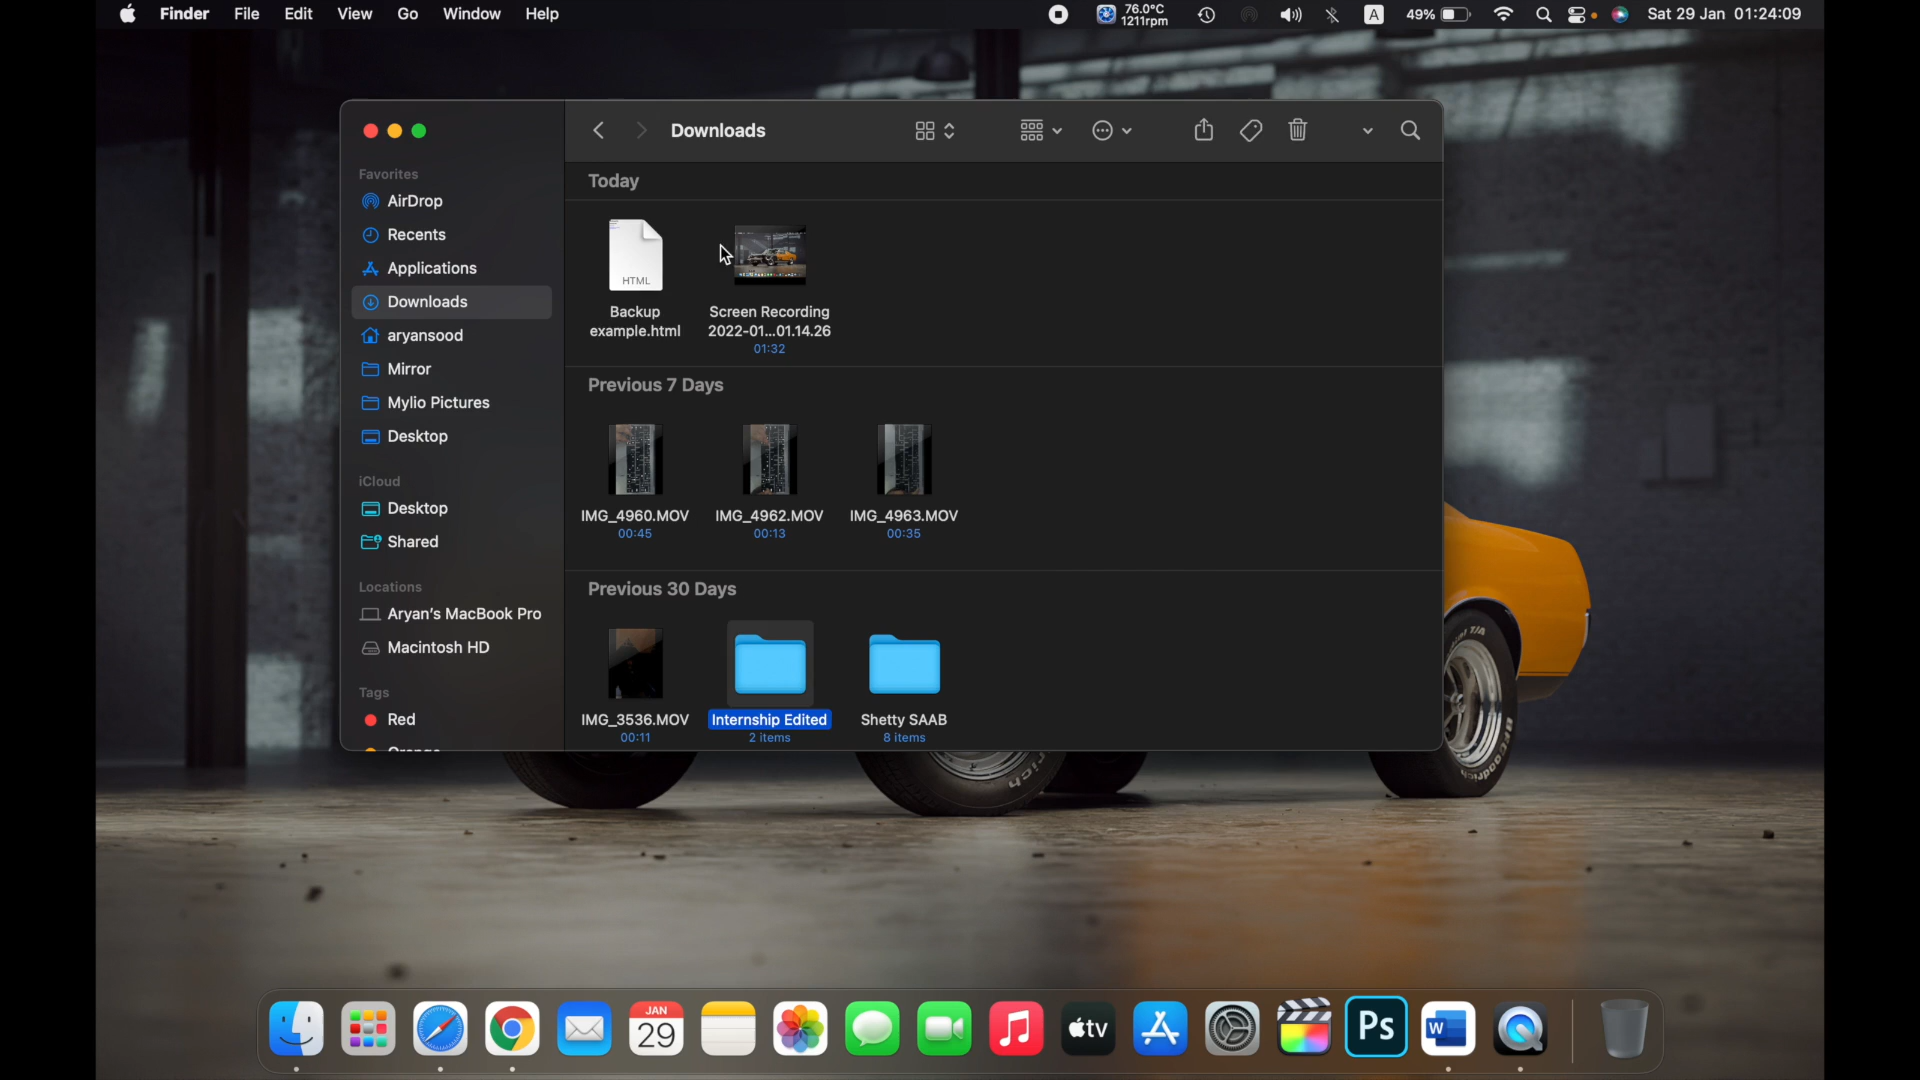 Finder File Edit View Go Window Help
76.0°C
1211rpm
A
49%
Sat 29 Jan 01:24:09
Downloads
Favorites
AirDrop
Recents
Applications
Downloads
aryansood
Mirror
Mylio Pictures
Desktop
iCloud
Desktop
Shared
Locations
Aryan's MacBook Pro
Macintosh HD
Tags
Red
Orange
Today
HTML
Backup
example.html
Screen Recording
2022-01...01.14.26
01:32
Previous 7 Days
IMG_4960.MOV
00:45
IMG_4962.MOV
00:13
IMG_4963.MOV
00:35
Previous 30 Days
IMG_3536.MOV
00:11
Internship Edited
2 items
Shetty SAAB
8 items
JAN
29
tv
Ps
W